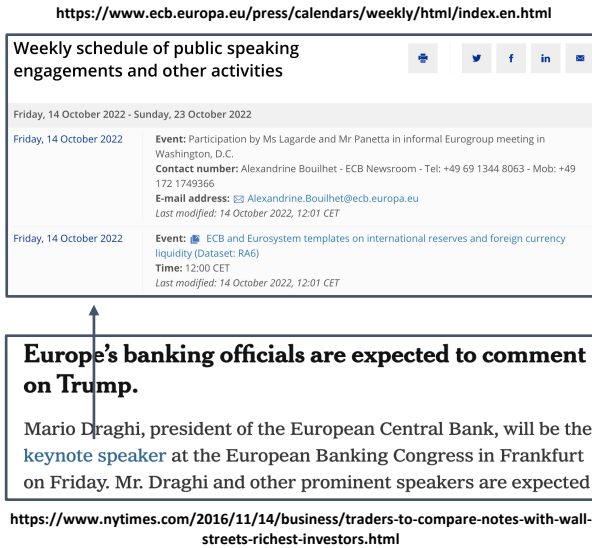 https://www.ecb.europa.eu/press/calendars/weekly/html/index.en.html
Weekly schedule of public speaking
engagements and other activities
Friday, 14 October 2022 - Sunday, 23 October 2022
Friday, 14 October 2022
Event: Participation by Ms Lagarde and Mr Panetta in informal Eurogroup meeting in
Washington, D.C.
Contact number: Alexandrine Bouilhet - ECB Newsroom - Tel: +49 69 1344 8063 - Mob: +49
172 1749366
E-mail address: Alexandrine.Bouilhet@ecb.europa.eu
Last modified: 14 October 2022, 12:01 CET
Friday, 14 October 2022
Event: ECB and Eurosystem templates on international reserves and foreign currency
liquidity (Dataset: RA6)
Time: 12:00 CET
Last modified: 14 October 2022, 12:01 CET
Europe's banking officials are expected to comment
on Trump.
Mario Draghi, president of the European Central Bank, will be the
keynote speaker at the European Banking Congress in Frankfurt
on Friday. Mr. Draghi and other prominent speakers are expected
https://www.nytimes.com/2016/11/14/business/traders-to-compare-notes-with-wall-
streets-richest-investors.html